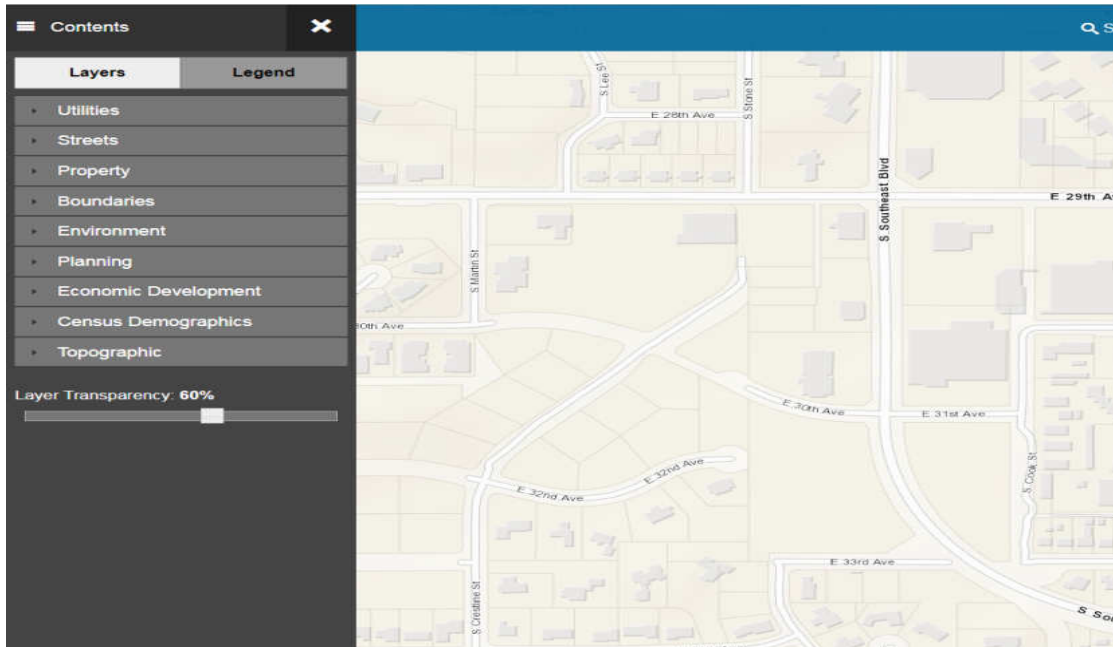 Contents
S
Layers Legend
Utilities
Streets
Property
Boundaries
Environment
Planning
Economic Development
Census Demographics
Topographic
Layer Transparency: 60%
S Lee St
E 28th Ave
S Stone St
S Southeast Blvd
E 29th A
S Martin St
30th Ave
E 30th Ave
E 31st Ave
S Cook St
E 32nd Ave
E 32nd Ave
E 33rd Ave
S Crestline St
S Sou